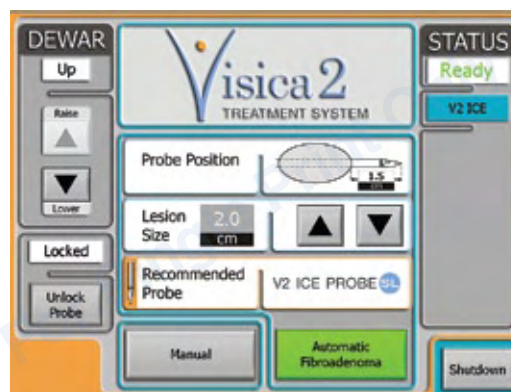 DEWAR
Up
Raise
Lower
Locked
Unlock
Probe
Visica 2
TREATMENT SYSTEM
Probe Position
1.5
cm
Lesion
Size
2.0
cm
Recommended
Probe
V2 ICE PROBE SL
Manual
Automatic
Fibroadenoma
STATUS
Ready
V2 ICE
Shutdown